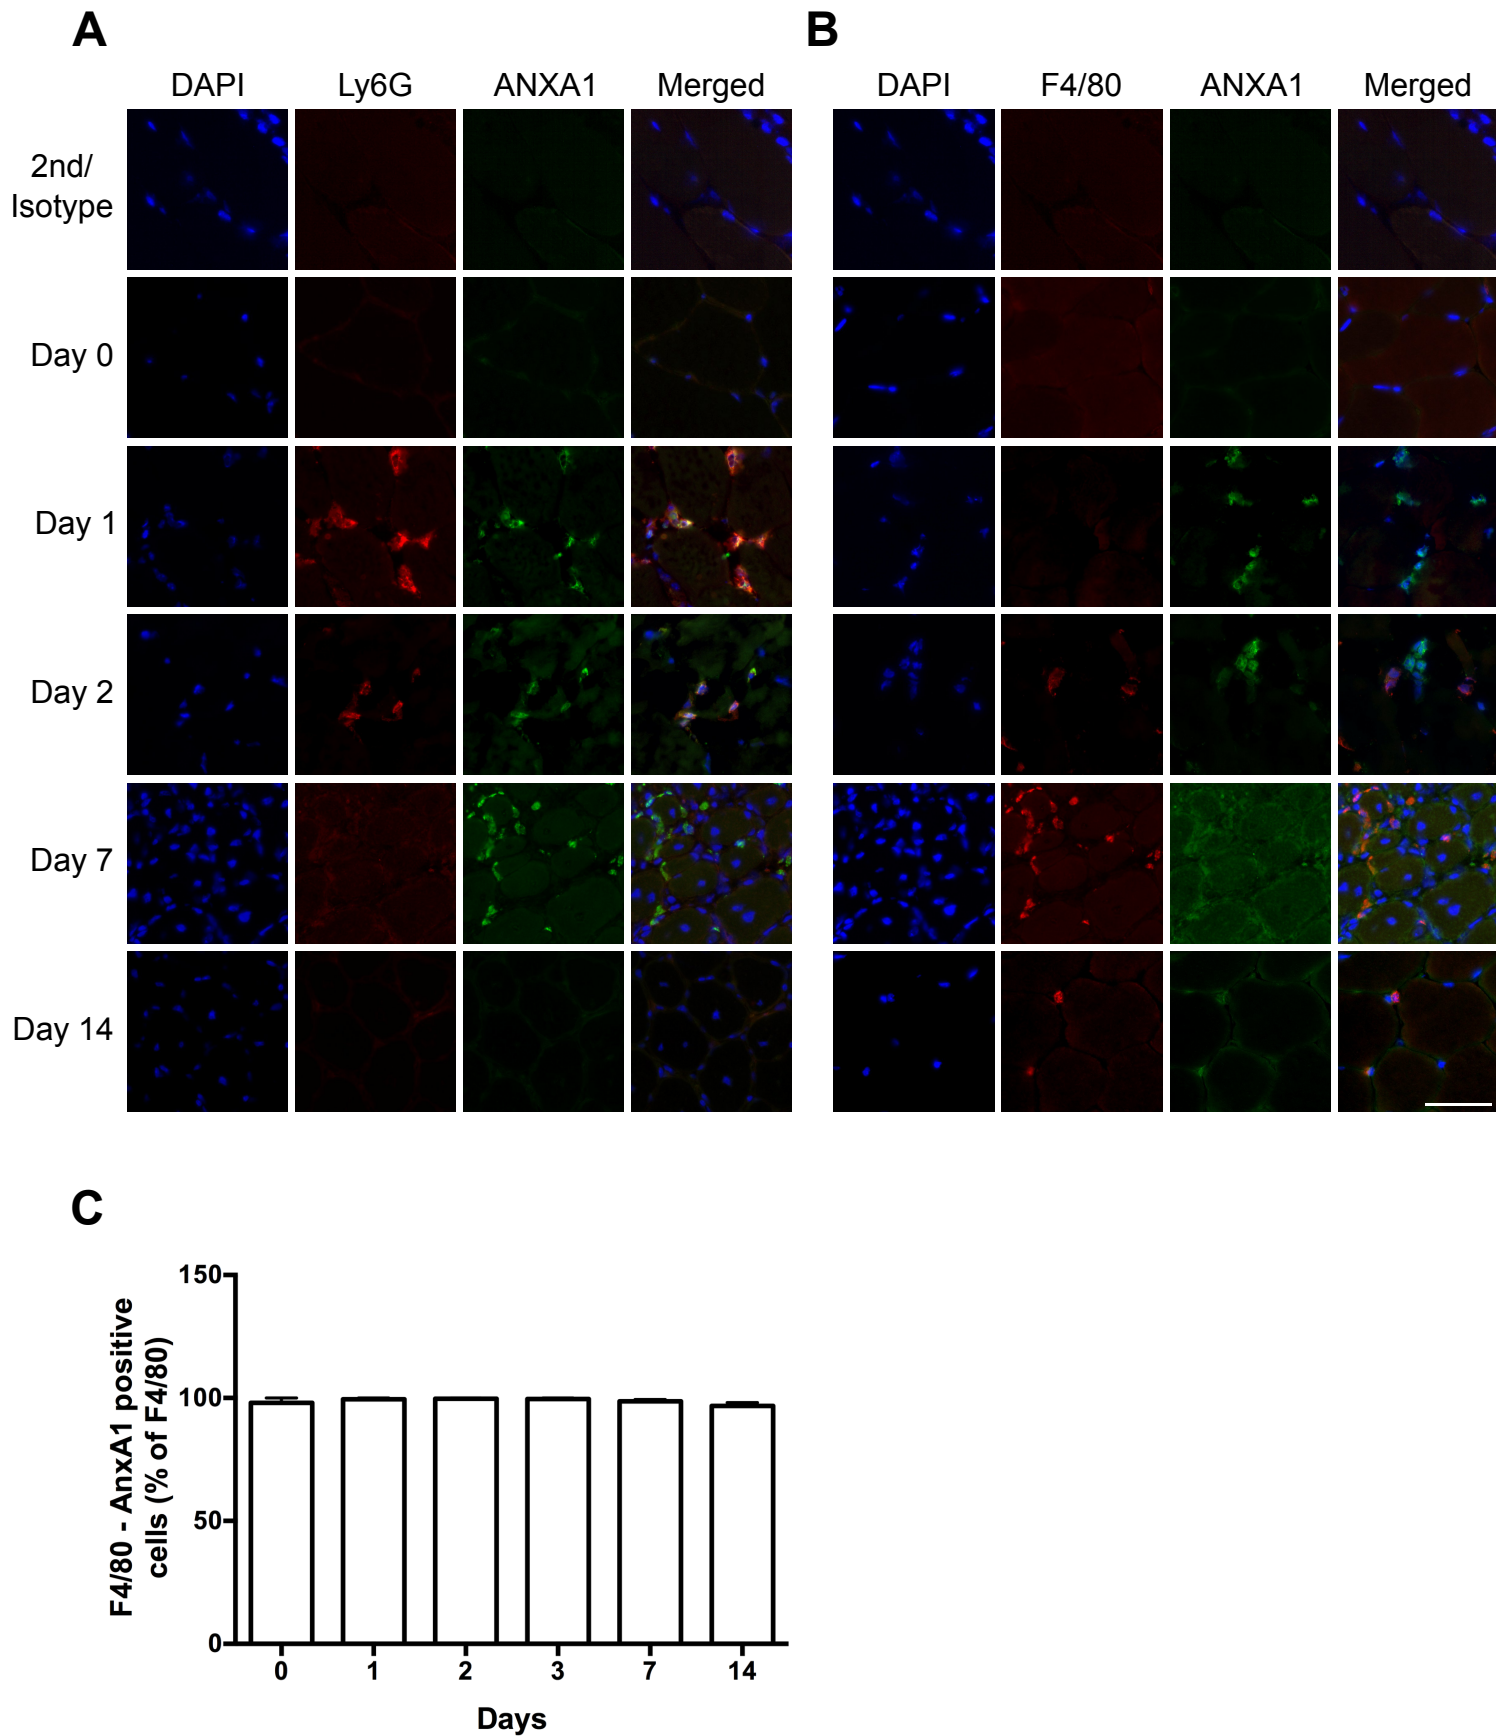 A
B
DAPI Ly6G ANXA1 Merged
DAPI F4/80 ANXA1 Merged
2nd/
Isotype
Day 0
Day 1
Day 2
Day 7
Day 14
C
F4/80 - AnxA1 positive
cells (% of F4/80)
150
100
50
0
0 1 2 3 7 14
Days